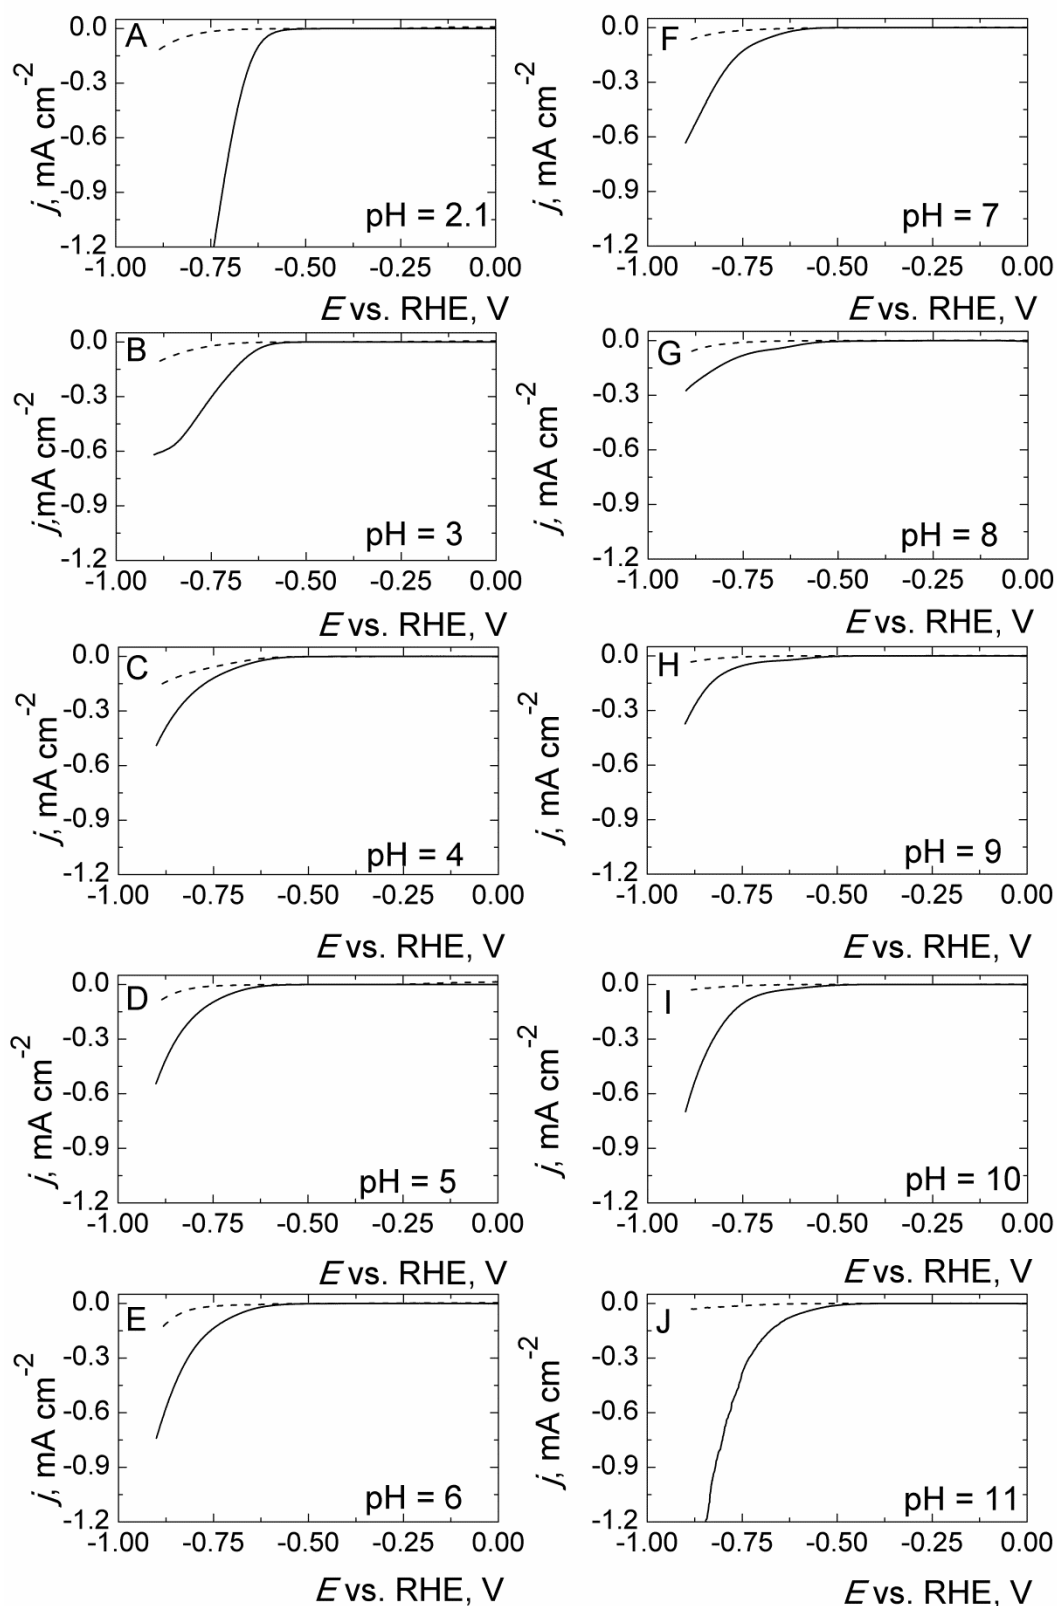 A
0.0
-0.3
-0.6
-0.9
-1.2
j, mA cm-2
pH = 2.1
-1.00 -0.75 -0.50 -0.25 0.00
E vs. RHE, V
F
0.0
-0.3
-0.6
-0.9
-1.2
j, mA cm-2
pH = 7
-1.00 -0.75 -0.50 -0.25 0.00
E vs. RHE, V
B
0.0
-0.3
-0.6
-0.9
-1.2
j,mA cm-2
pH = 3
-1.00 -0.75 -0.50 -0.25 0.00
E vs. RHE, V
G
0.0
-0.3
-0.6
-0.9
-1.2
j, mA cm-2
pH = 8
-1.00 -0.75 -0.50 -0.25 0.00
E vs. RHE, V
C
0.0
-0.3
-0.6
-0.9
-1.2
j, mA cm-2
pH = 4
-1.00 -0.75 -0.50 -0.25 0.00
E vs. RHE, V
H
0.0
-0.3
-0.6
-0.9
-1.2
j, mA cm-2
pH = 9
-1.00 -0.75 -0.50 -0.25 0.00
E vs. RHE, V
D
0.0
-0.3
-0.6
-0.9
-1.2
j, mA cm-2
pH = 5
-1.00 -0.75 -0.50 -0.25 0.00
E vs. RHE, V
I
0.0
-0.3
-0.6
-0.9
-1.2
j, mA cm-2
pH = 10
-1.00 -0.75 -0.50 -0.25 0.00
E vs. RHE, V
E
0.0
-0.3
-0.6
-0.9
-1.2
j, mA cm-2
pH = 6
-1.00 -0.75 -0.50 -0.25 0.00
E vs. RHE, V
J
0.0
-0.3
-0.6
-0.9
-1.2
j, mA cm-2
pH = 11
-1.00 -0.75 -0.50 -0.25 0.00
E vs. RHE, V